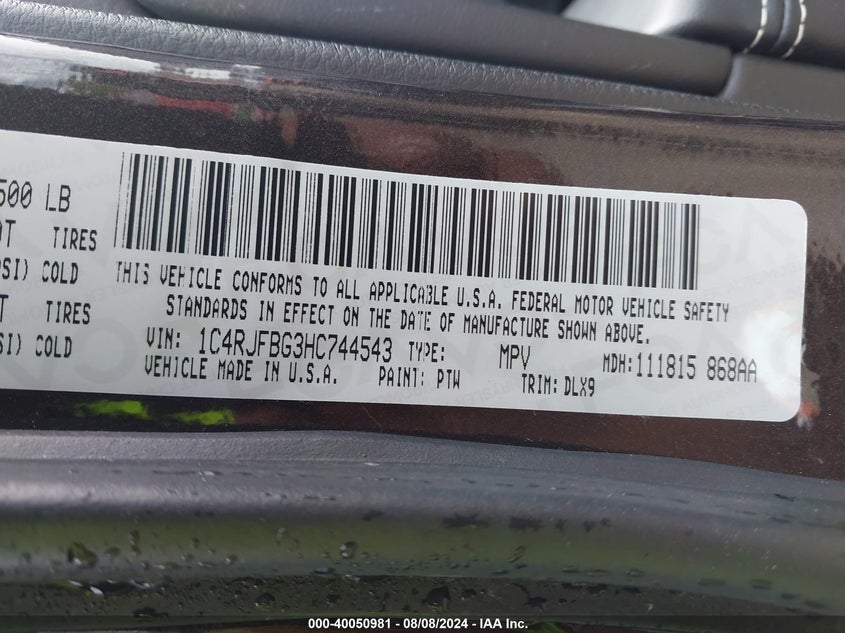 500 LB
TIRES
SI) COLD
TIRES
SI) COLD
THIS VEHICLE CONFORMS TO ALL APPLICABLE U.S.A. FEDERAL MOTOR VEHICLE SAFETY
STANDARDS IN EFFECT ON THE DATE OF MANUFACTURE SHOWN ABOVE.
VIN: 1C4RJFBG3HC744543 TYPE: MPV MDH:111815 868AA
VEHICLE MADE IN U.S.A. PAINT: PTW TRIM: DLX9
000-40050981 - 08/08/2024 - IAA Inc.